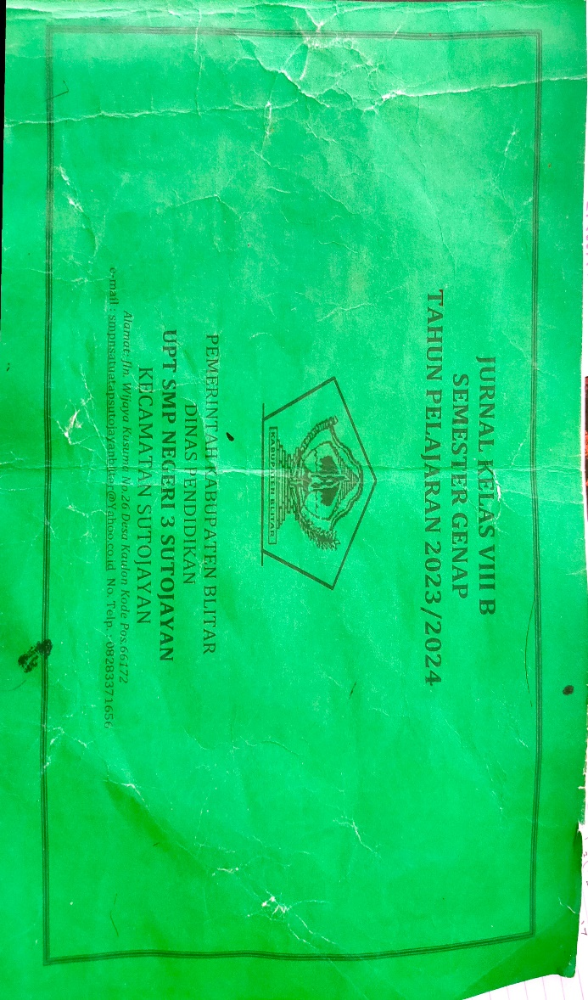 JURNAL KELAS VIII B
SEMESTER GENAP
TAHUN PELAJARAN 2023/2024
KABUPATEN BLITAR
PEMERINTAH KABUPATEN BLITAR
DINAS PENDIDIKAN
UPT SMP NEGERI 3 SUTOJAYAN
KECAMATAN SUTOJAYAN
Alamat: Jln. Wijaya Kusuma No.26 Desa Kaulon Kode Pos.66172
e-mail : smpnsatuatapsutojayanblitar@Yahoo.co.id No. Telp. : 08283371656